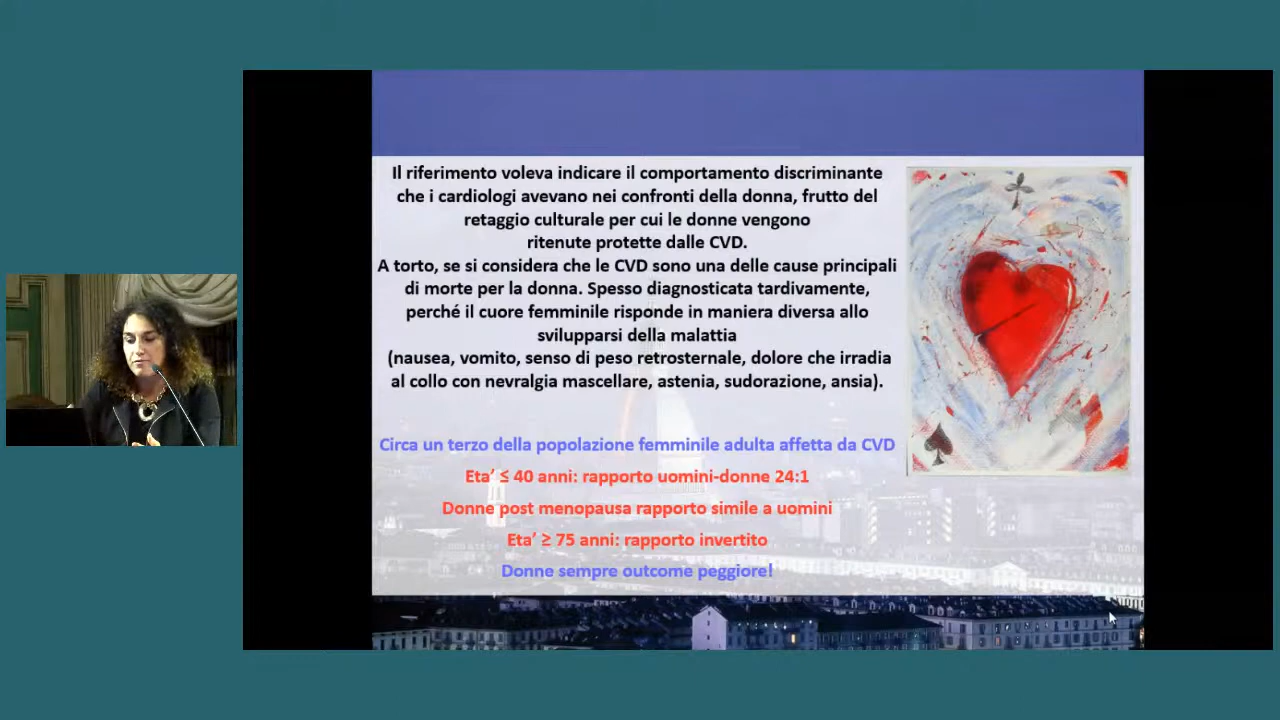 Il riferimento voleva indicare il comportamento discriminante
che i cardiologi avevano nei confronti della donna, frutto del
retaggio culturale per cui le donne vengono
ritenute protette dalle CVD.
A torto, se si considera che le CVD sono una delle cause principali
di morte per la donna. Spesso diagnosticata tardivamente,
perché il cuore femminile risponde in maniera diversa allo
svilupparsi della malattia
(nausea, vomito, senso di peso retrosternale, dolore che irradia
al collo con nevralgia mascellare, astenia, sudorazione, ansia).
Circa un terzo della popolazione femminile adulta affetta da CVD
Eta’ ≤ 40 anni: rapporto uomini-donne 24:1
Donne post menopausa rapporto simile a uomini
Eta’ ≥ 75 anni: rapporto invertito
Donne sempre outcome peggiore!